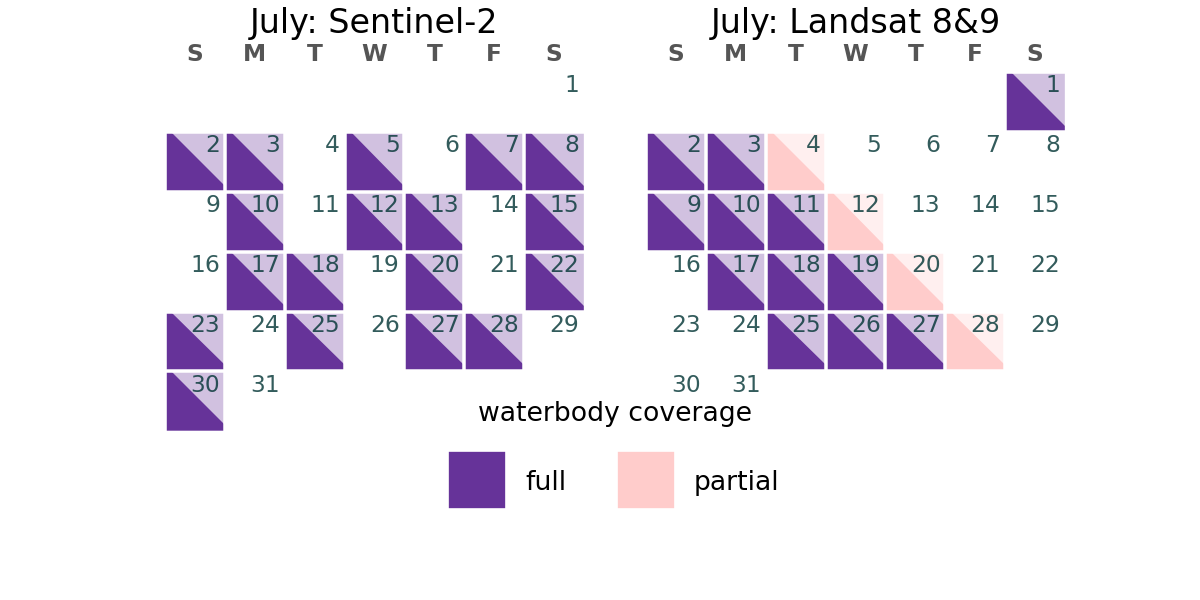 July: Sentinel-2
S M T W T F S
1
2 3 4 5 6 7 8
9 10 11 12 13 14 15
16 17 18 19 20 21 22
23 24 25 26 27 28 29
30 31
July: Landsat 8&9
S M T W T F S
1
2 3 4 5 6 7 8
9 10 11 12 13 14 15
16 17 18 19 20 21 22
23 24 25 26 27 28 29
30 31
waterbody coverage
full partial